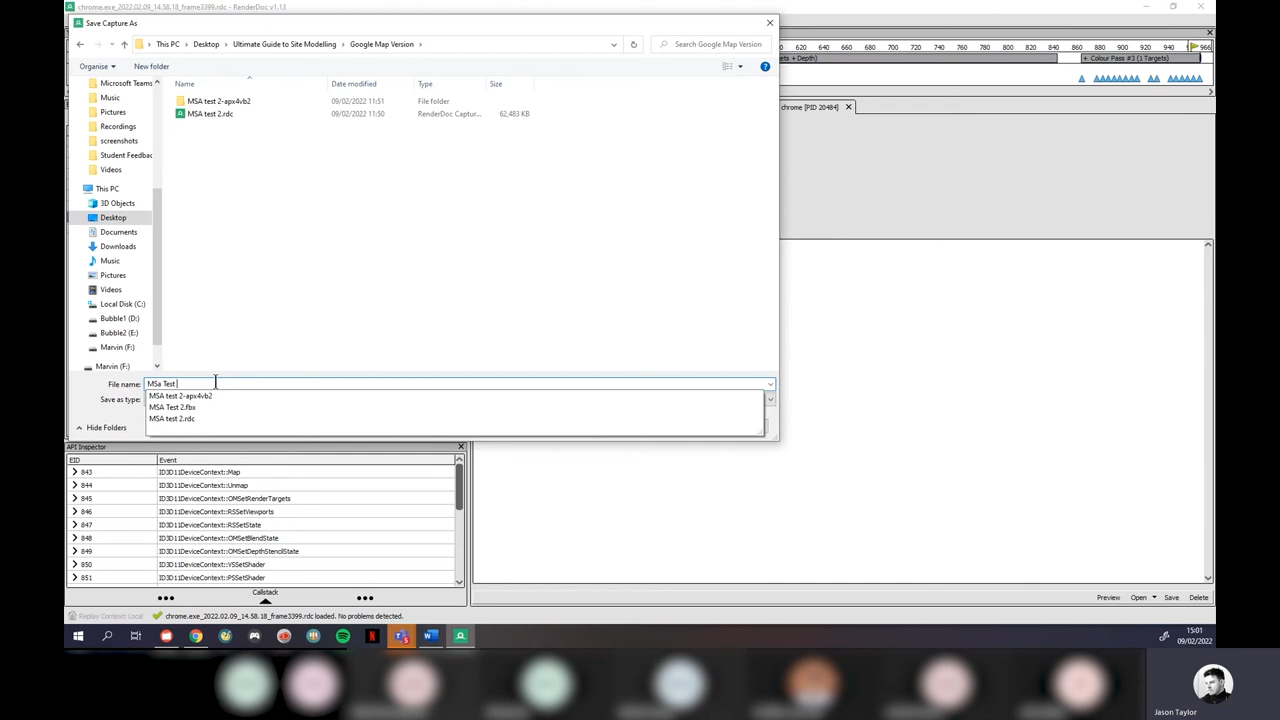 chrome.exe_2022.02.09_14.58.18_frame3399.rdc - RenderDoc v1.13
Save Capture As
This PC > Desktop > Ultimate Guide to Site Modelling > Google Map Version >
Search Google Map Version
Organise New folder
Name Date modified Type Size
MSA test 2-apx4vb2 09/02/2022 11:51 File folder
MSA test 2.rdc 09/02/2022 11:50 RenderDoc Captur... 62,483 KB
Microsoft Teams
Music
Pictures
Recordings
screenshots
Student Feedbac
Videos
This PC
3D Objects
Desktop
Documents
Downloads
Music
Pictures
Videos
Local Disk (C:)
Bubble1 (D:)
Bubble2 (E:)
Marvin (F:)
Marvin (F:)
File name: MSa Test
MSA test 2-apx4vb2
Save as type:
MSA Test 2.fbx
MSA test 2.rdc
Hide Folders
620 640 660 680 700 720 740 760 780 800 820 840 860 880 900 920 940 966
ts + Depth) + Colour Pass #3 (1 Targets)
chrome [PID 20484]
API Inspector
EID Event
843 ID3D11DeviceContext::Map
844 ID3D11DeviceContext::Unmap
845 ID3D11DeviceContext::OMSetRenderTargets
846 ID3D11DeviceContext::RSSetViewports
847 ID3D11DeviceContext::RSSetState
848 ID3D11DeviceContext::OMSetBlendState
849 ID3D11DeviceContext::OMSetDepthStencilState
850 ID3D11DeviceContext::VSSetShader
851 ID3D11DeviceContext::PSSetShader
Callstack
Preview Open Save Delete
Replay Context: Local chrome.exe_2022.02.09_14.58.18_frame3399.rdc loaded. No problems detected.
15:01
09/02/2022
Jason Taylor